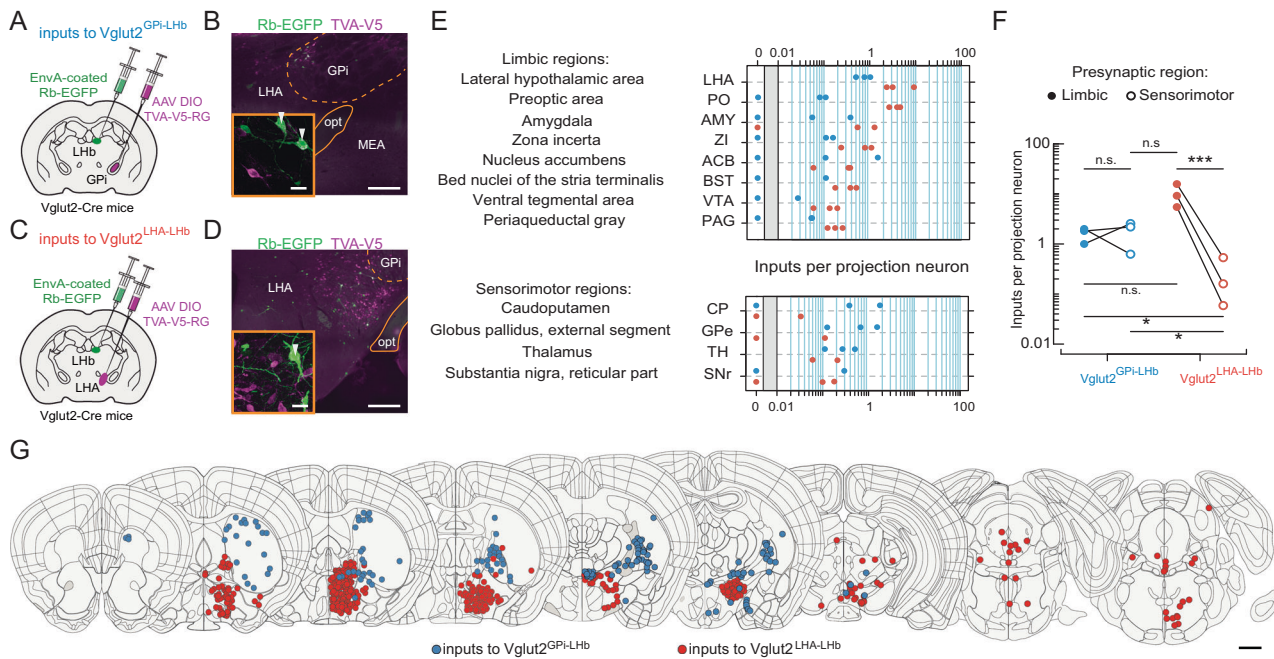 A
inputs to Vglut2GPi-LHb
EnvA-coated
Rb-EGFP
AAV DIO
TVA-V5-RG
LHb
GPi
Vglut2-Cre mice
B
Rb-EGFP TVA-V5
GPi
LHA
opt
MEA
C
inputs to Vglut2LHA-LHb
EnvA-coated
Rb-EGFP
AAV DIO
TVA-V5-RG
LHb
LHA
Vglut2-Cre mice
D
Rb-EGFP TVA-V5
GPi
LHA
opt
E
Limbic regions:
Lateral hypothalamic area
Preoptic area
Amygdala
Zona incerta
Nucleus accumbens
Bed nuclei of the stria terminalis
Ventral tegmental area
Periaqueductal gray
0 0.01 1 100
LHA
PO
AMY
ZI
ACB
BST
VTA
PAG
0 0.01 1 100
Inputs per projection neuron
Sensorimotor regions:
Caudoputamen
Globus pallidus, external segment
Thalamus
Substantia nigra, reticular part
CP
GPe
TH
SNr
0 0.01 1 100
F
Presynaptic region:
Limbic Sensorimotor
Inputs per projection neuron
100
1
0.01
n.s.
n.s
***
n.s.
*
*
Vglut2GPi-LHb
Vglut2LHA-LHb
G
inputs to Vglut2GPi-LHb
inputs to Vglut2LHA-LHb